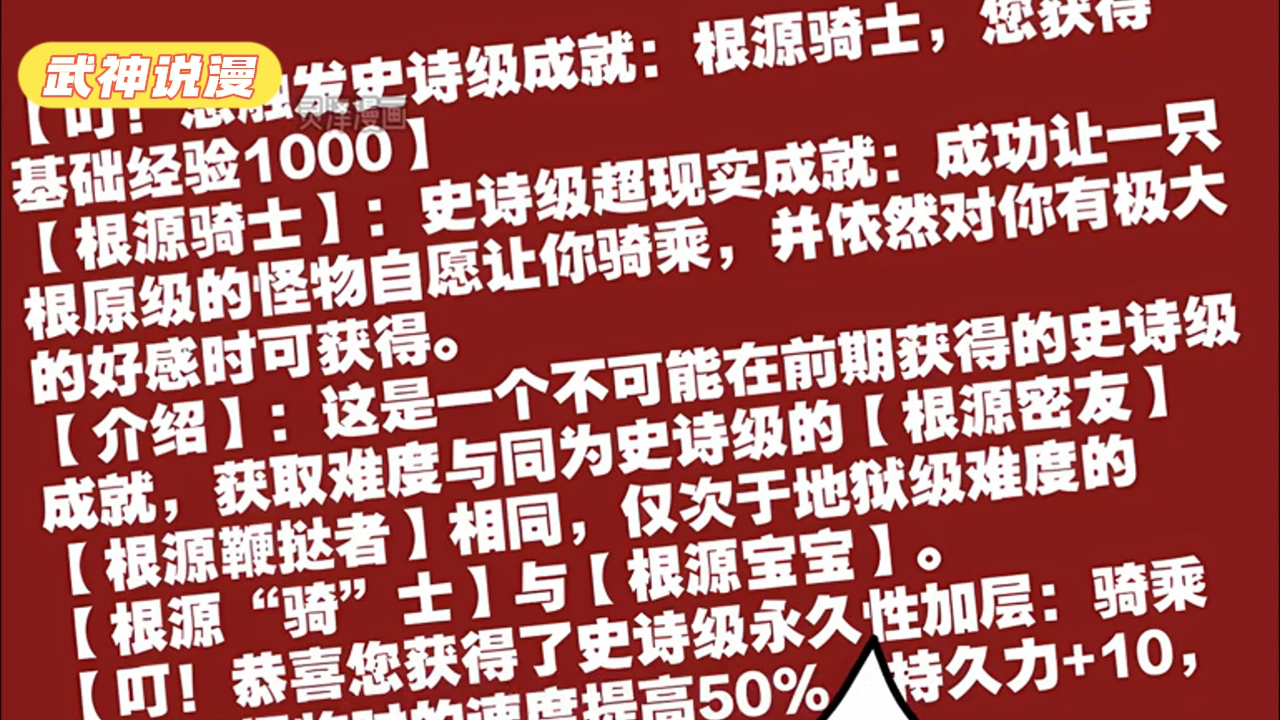 武神说漫
灵泽漫画
【叮！您触发史诗级成就：根源骑士，您获得
基础经验1000】
【根源骑士】：史诗级超现实成就：成功让一只
根原级的怪物自愿让你骑乘，并依然对你有极大
的好感时可获得。
【介绍】：这是一个不可能在前期获得的史诗级
成就，获取难度与同为史诗级的【根源密友】
【根源鞭挞者】相同，仅次于地狱级难度的
【根源“骑”士】与【根源宝宝】。
【叮！恭喜您获得了史诗级永久性加层：骑乘
时的速度提高50% 持久力+10，